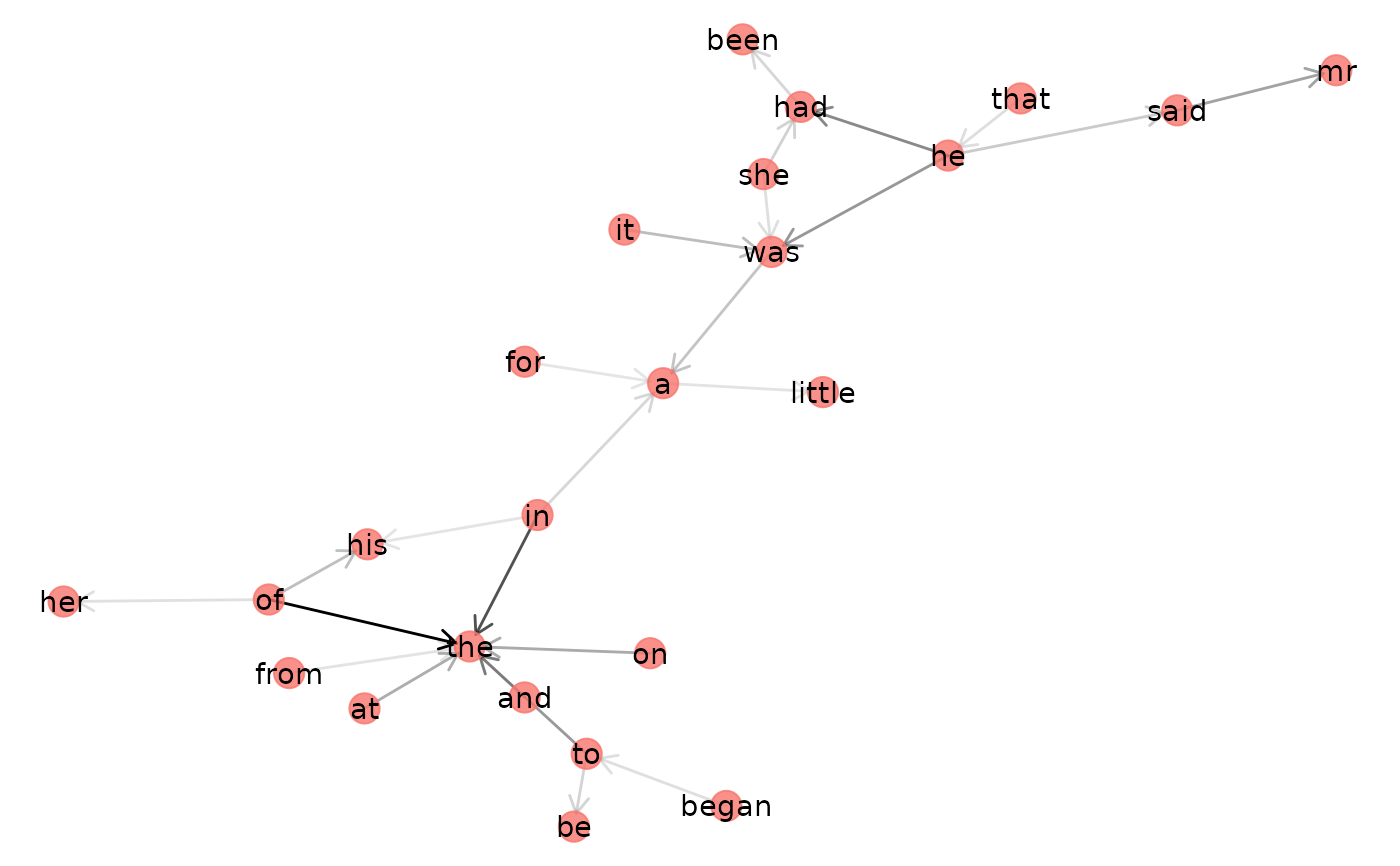 been
mr
that
had
said
he
she
it
was
for
a
little
in
his
her
of
the
on
from
and
at
to
began
be